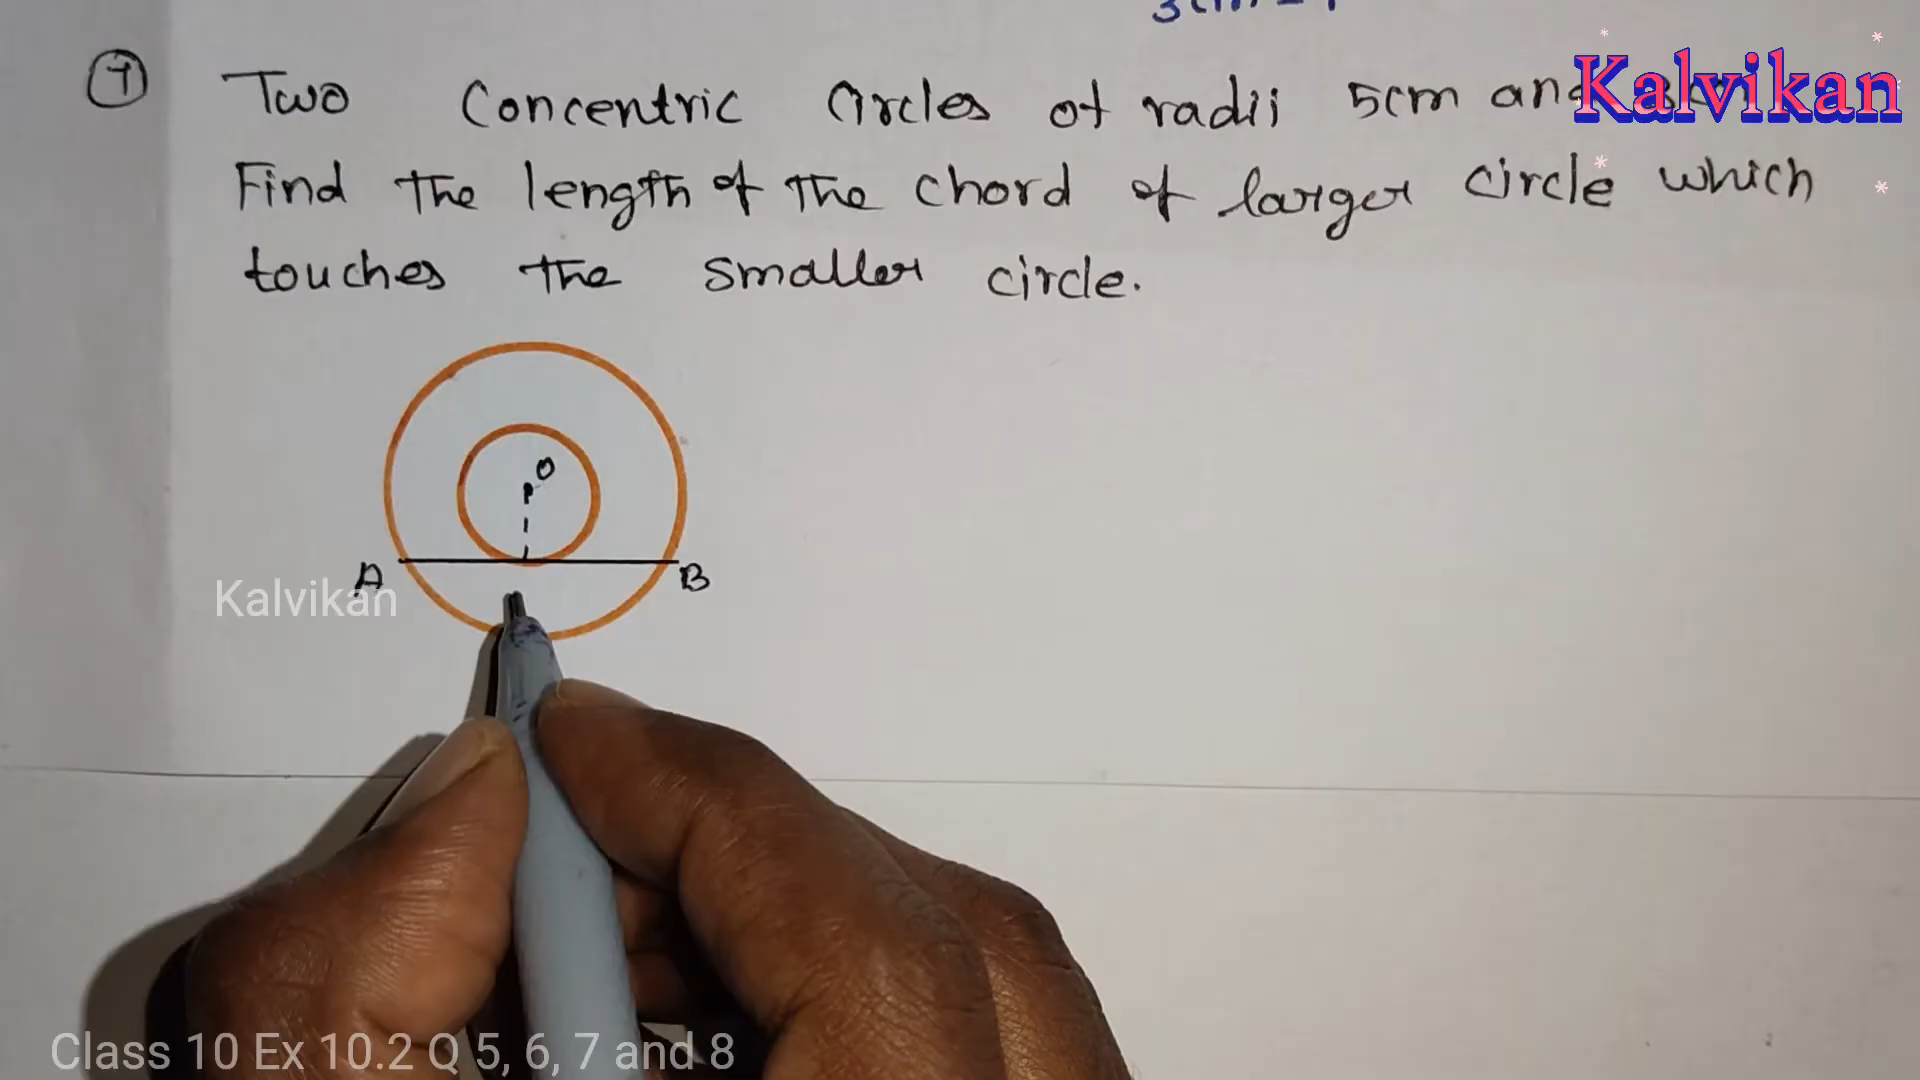 7 Two Concentric Circles of radii 5cm and
Kalvikan
Find the length of the chord of larger circle which
touches the smaller circle.
O
A B
Kalvikan
Class 10 Ex 10.2 Q 5, 6, 7 and 8